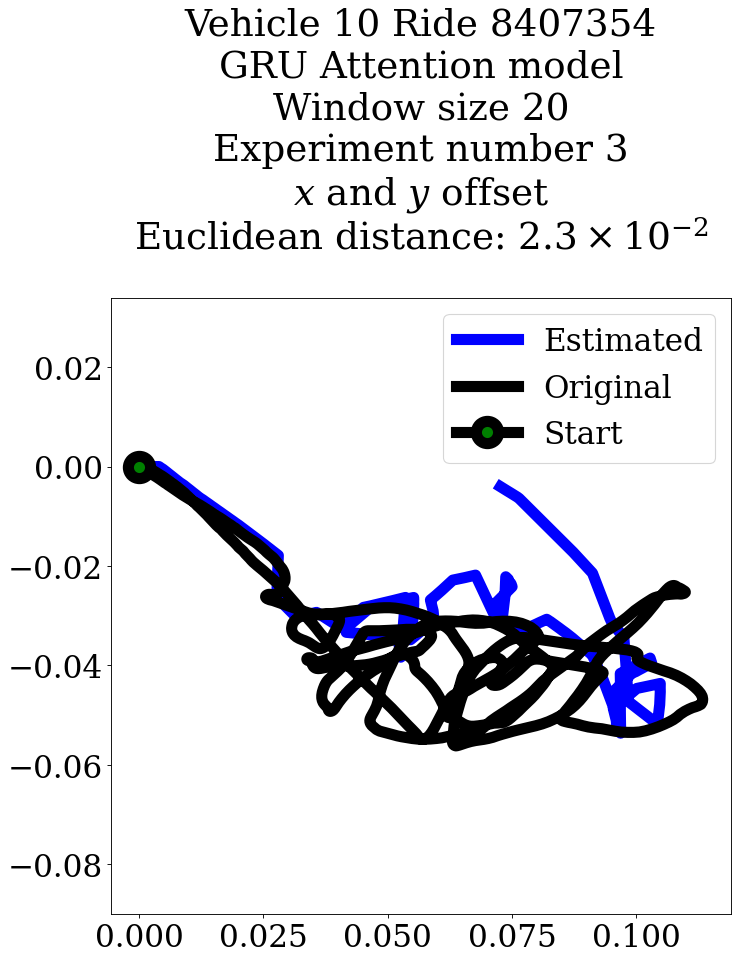 Vehicle 10 Ride 8407354
GRU Attention model
Window size 20
Experiment number 3
x and y offset
Euclidean distance: 2.3 × 10⁻²
Estimated
Original
Start
0.02
0.00
−0.02
−0.04
−0.06
−0.08
0.000 0.025 0.050 0.075 0.100